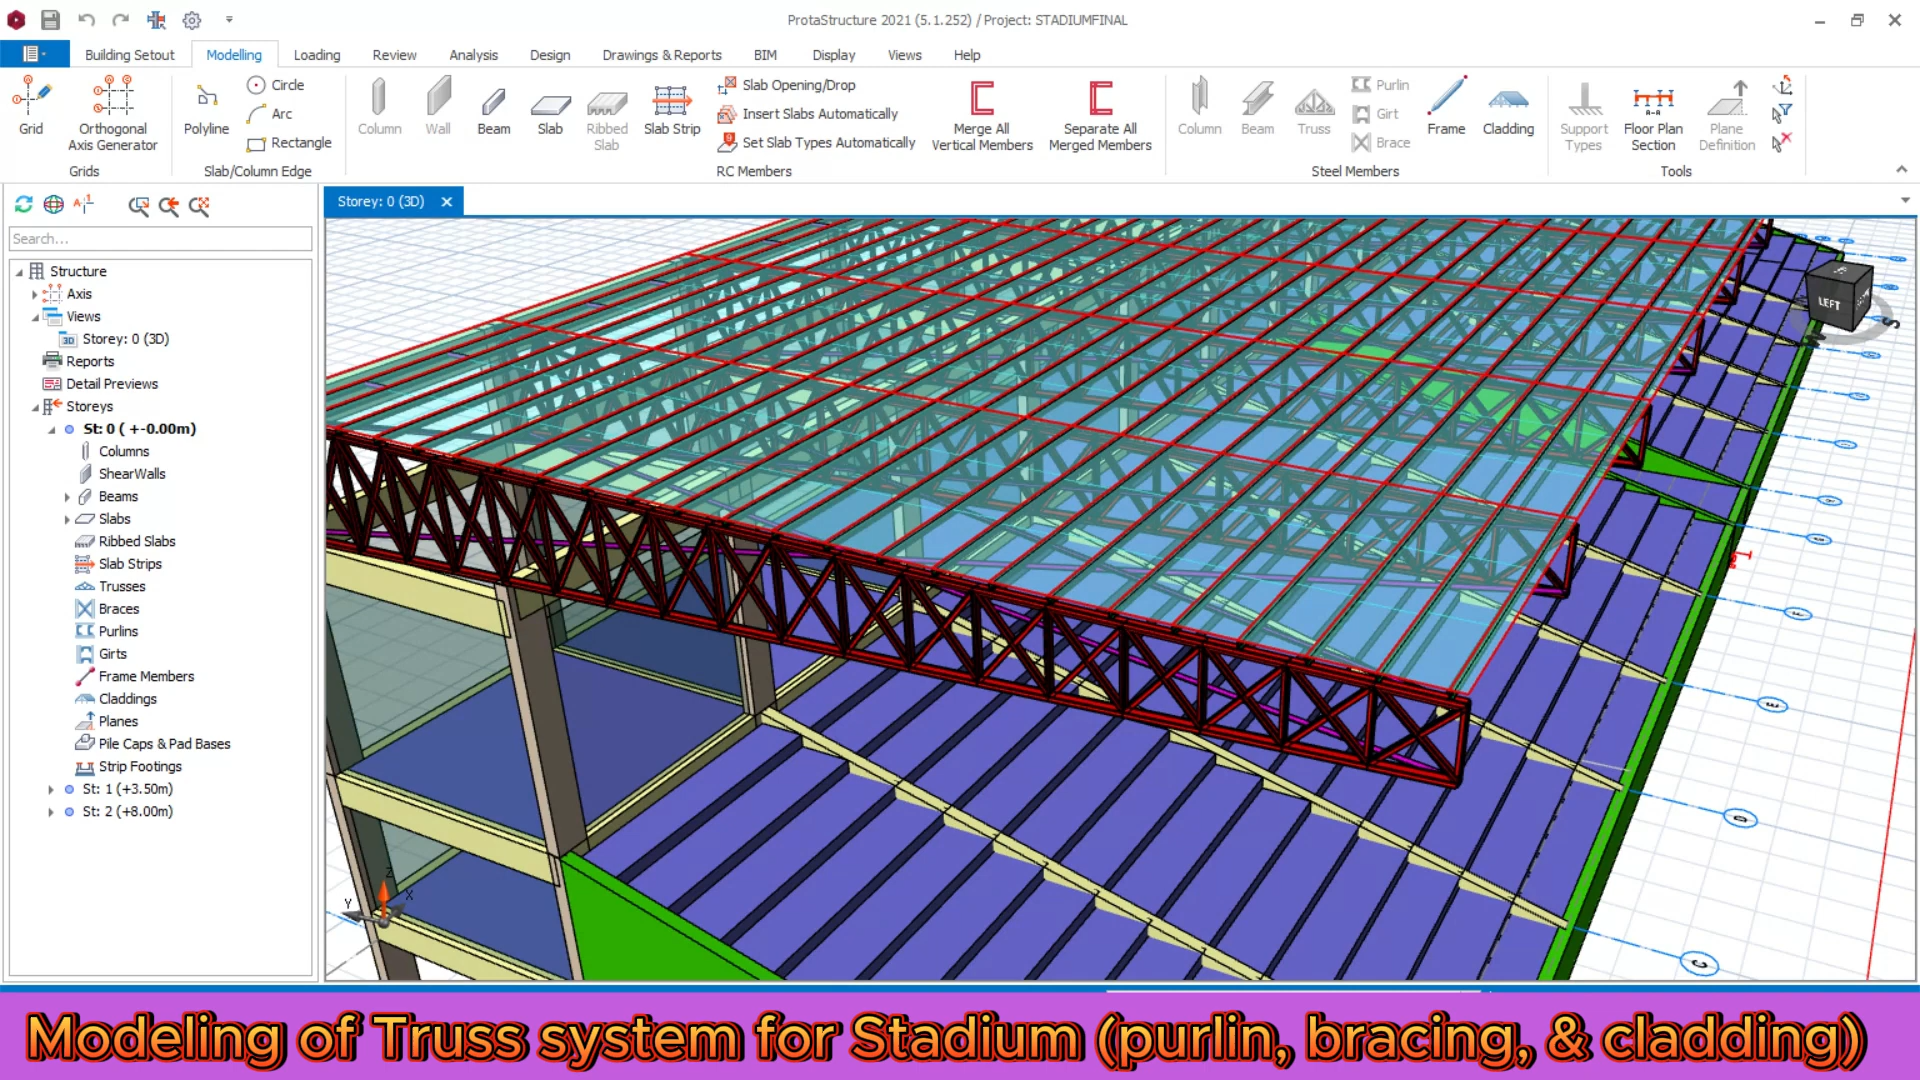 ProtaStructure 2021 (5.1.252) / Project: STADIUMFINAL
Building Setout Modelling Loading Review Analysis Design Drawings & Reports BIM Display Views Help
Grid
Orthogonal
Axis Generator
Grids
Polyline
Circle
Arc
Rectangle
Slab/Column Edge
Column
Wall
Beam
Slab
Ribbed
Slab
Slab Strip
Slab Opening/Drop
Insert Slabs Automatically
Set Slab Types Automatically
Merge All
Vertical Members
Separate All
Merged Members
RC Members
Column
Beam
Truss
Purlin
Girt
Brace
Frame
Cladding
Steel Members
Support
Types
Floor Plan
Section
Plane
Definition
Tools
Storey: 0 (3D)
Search...
Structure
Axis
Views
Storey: 0 (3D)
Reports
Detail Previews
Storeys
St: 0 ( +-0.00m)
Columns
ShearWalls
Beams
Slabs
Ribbed Slabs
Slab Strips
Trusses
Braces
Purlins
Girts
Frame Members
Claddings
Planes
Pile Caps & Pad Bases
Strip Footings
St: 1 (+3.50m)
St: 2 (+8.00m)
LEFT
S
F
E
D
C
Z
Y
X
Modeling of Truss system for Stadium (purlin, bracing, & cladding)